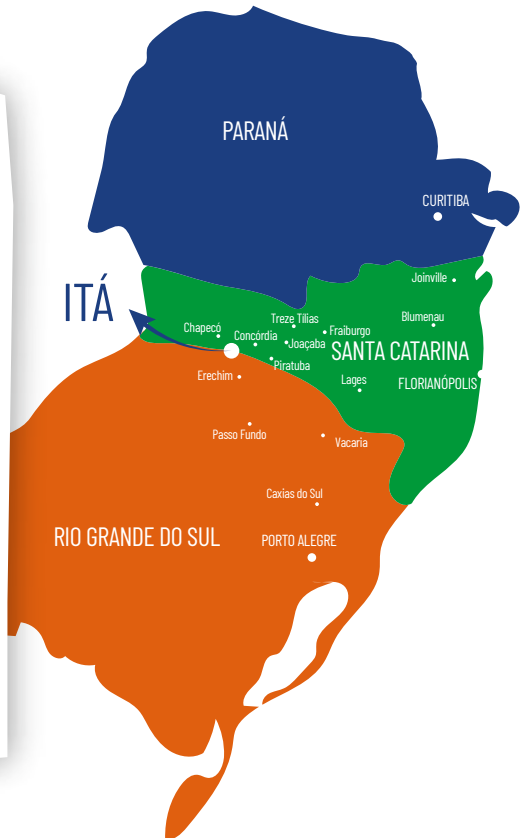 PARANÁ
CURITIBA
Joinville
ITÁ
Treze Tílias
Blumenau
Chapecó
Concórdia
Fraiburgo
Joaçaba
SANTA CATARINA
Piratuba
Erechim
Lages
FLORIANÓPOLIS
Passo Fundo
Vacaria
Caxias do Sul
RIO GRANDE DO SUL
PORTO ALEGRE